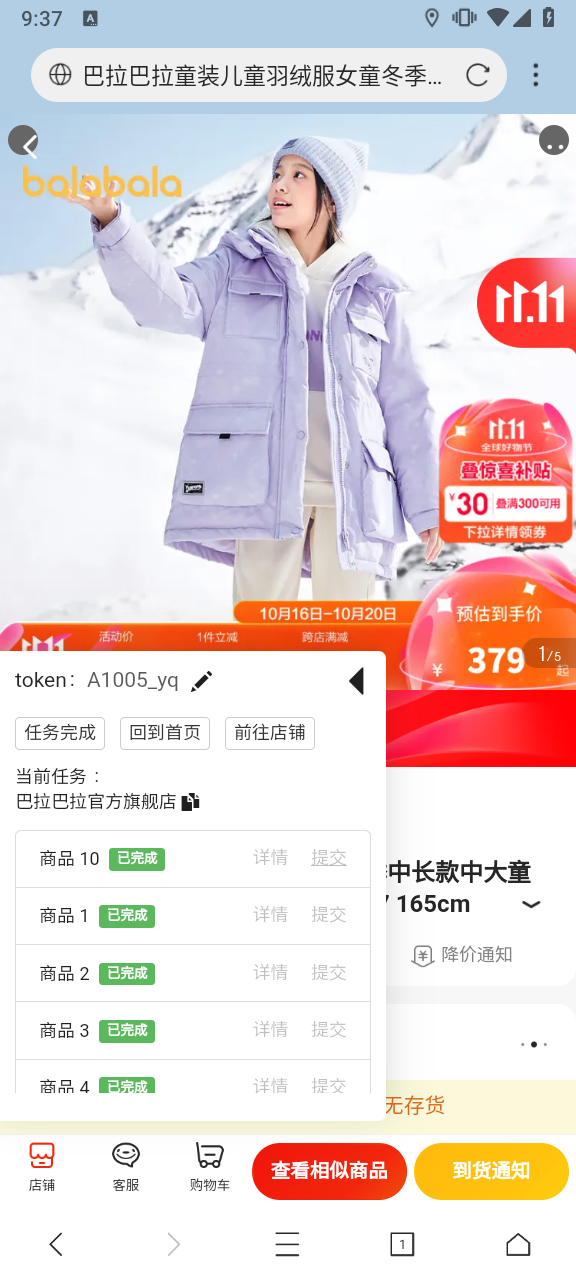 9:37
巴拉巴拉童装儿童羽绒服女童冬季...
balabala
11.11
11.11
全球好物节
叠惊喜补贴
¥30 叠满300可用
下拉详情领券
10月16日-10月20日
预估到手价
活动价 1件立减 跨店满减
11.11
¥ 379 起
1/5
token: A1005_yq
任务完成 回到首页 前往店铺
当前任务：
巴拉巴拉官方旗舰店
商品 10 已完成 详情 提交
中长款中大童
商品 1 已完成 详情 提交
165cm
降价通知
商品 2 已完成 详情 提交
商品 3 已完成 详情 提交
商品 4 已完成 详情 提交
无存货
店铺 客服 购物车 查看相似商品 到货通知
1